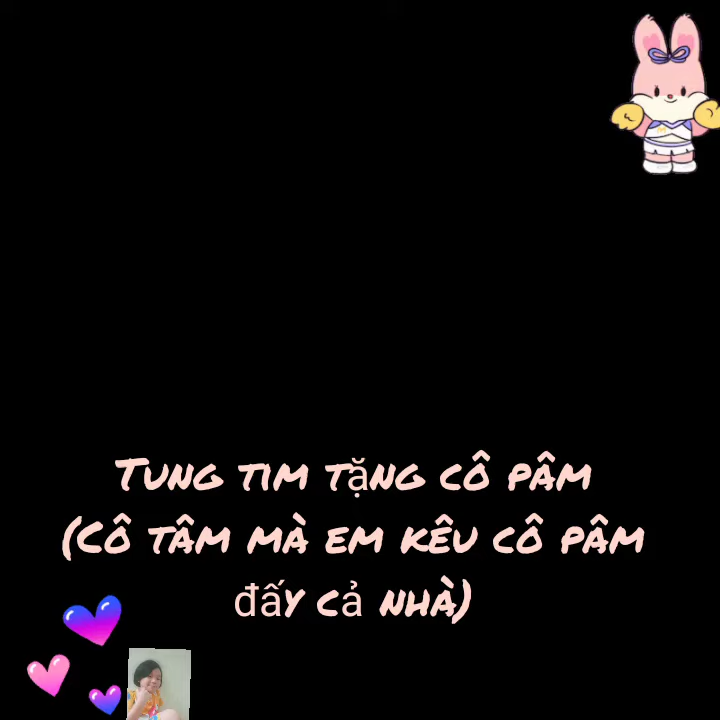 Tung tim tặng cô pâm
(Cô tâm mà em kêu cô pâm
đấy cả nhà)